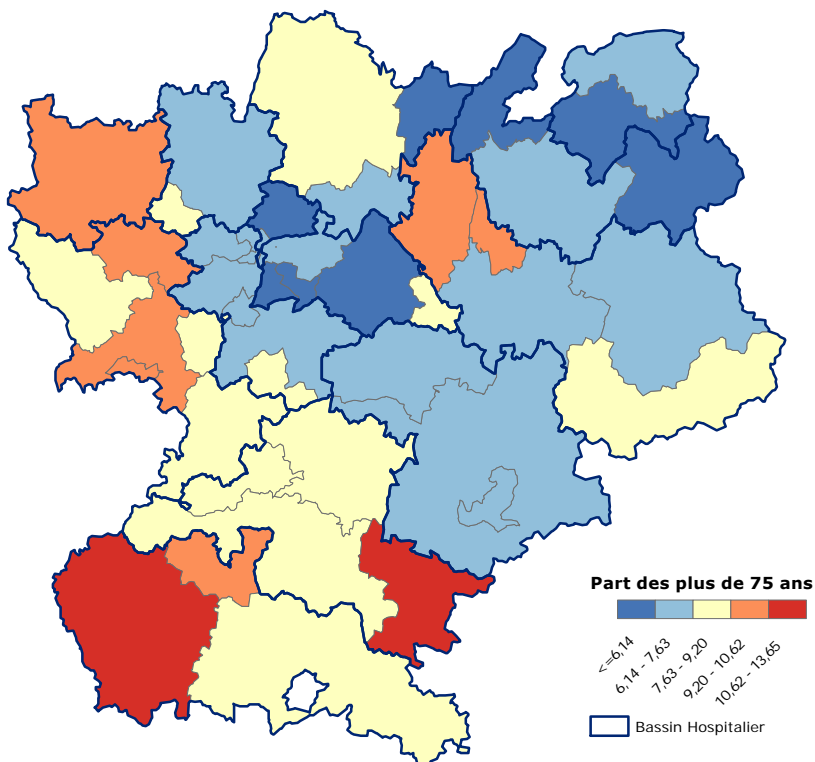 Part des plus de 75 ans
<=6,14
6,14 - 7,63
7,63 - 9,20
9,20 - 10,62
10,62 - 13,65
Bassin Hospitalier